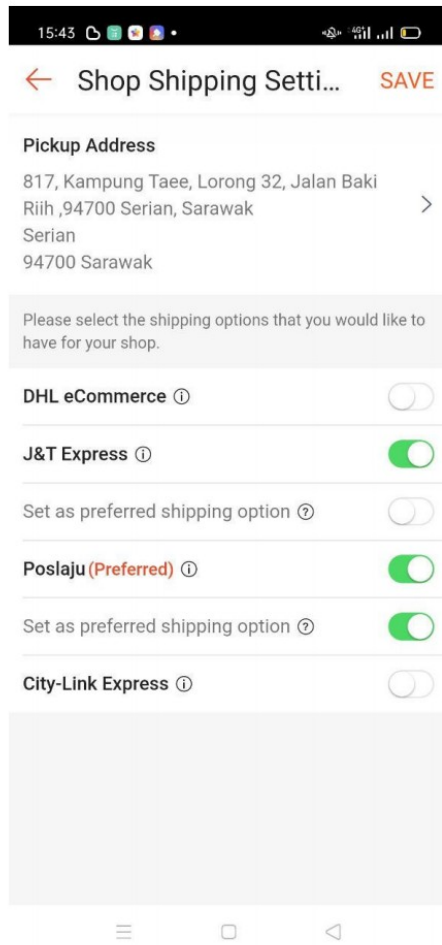 15:43
4G
Shop Shipping Setti... SAVE
Pickup Address
817, Kampung Taee, Lorong 32, Jalan Baki
Riih ,94700 Serian, Sarawak
Serian
94700 Sarawak
Please select the shipping options that you would like to
have for your shop.
DHL eCommerce
J&T Express
Set as preferred shipping option
Poslaju (Preferred)
Set as preferred shipping option
City-Link Express